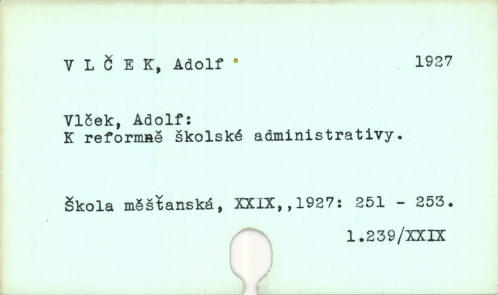 V L Č E K, Adolf 1927
Vlček, Adolf:
K reformně školské administrativy.
Škola měšťanská, XXIX,,1927: 251 - 253.
1.239/XXIX